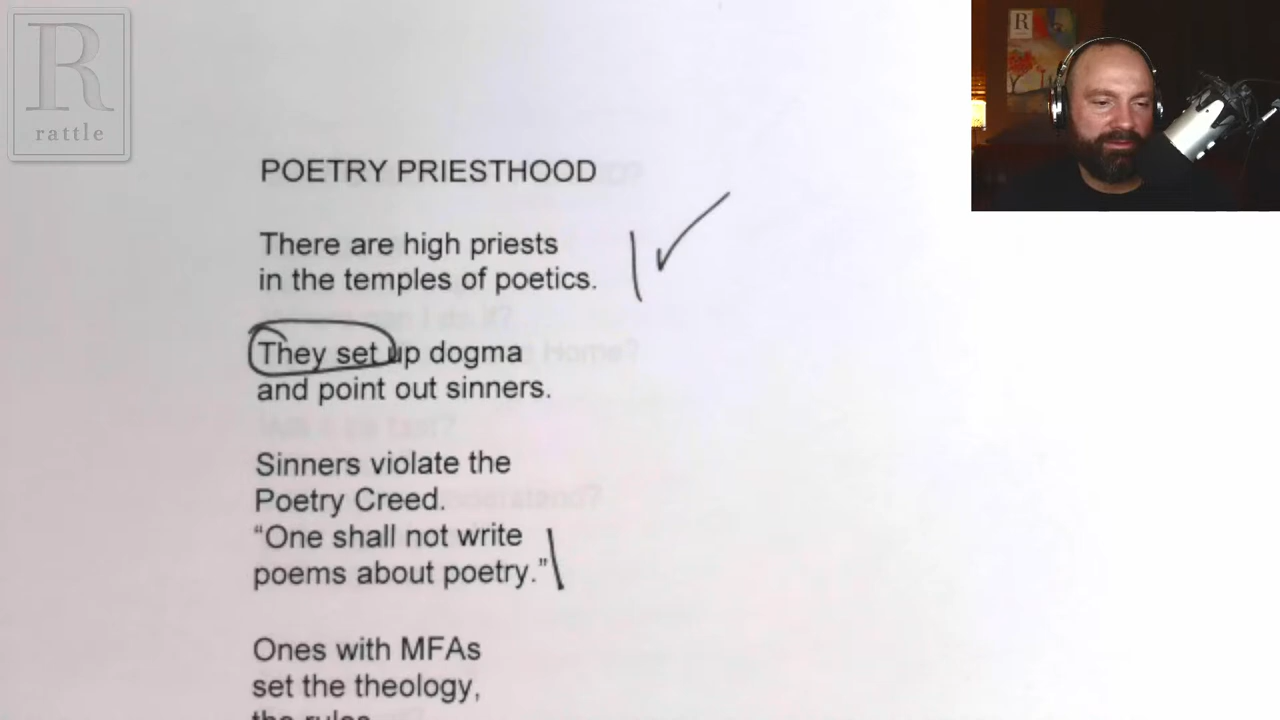 R
rattle
POETRY PRIESTHOOD
There are high priests
in the temples of poetics.
They set up dogma
and point out sinners.
Sinners violate the
Poetry Creed.
“One shall not write
poems about poetry.”
Ones with MFAs
set the theology,
the rules